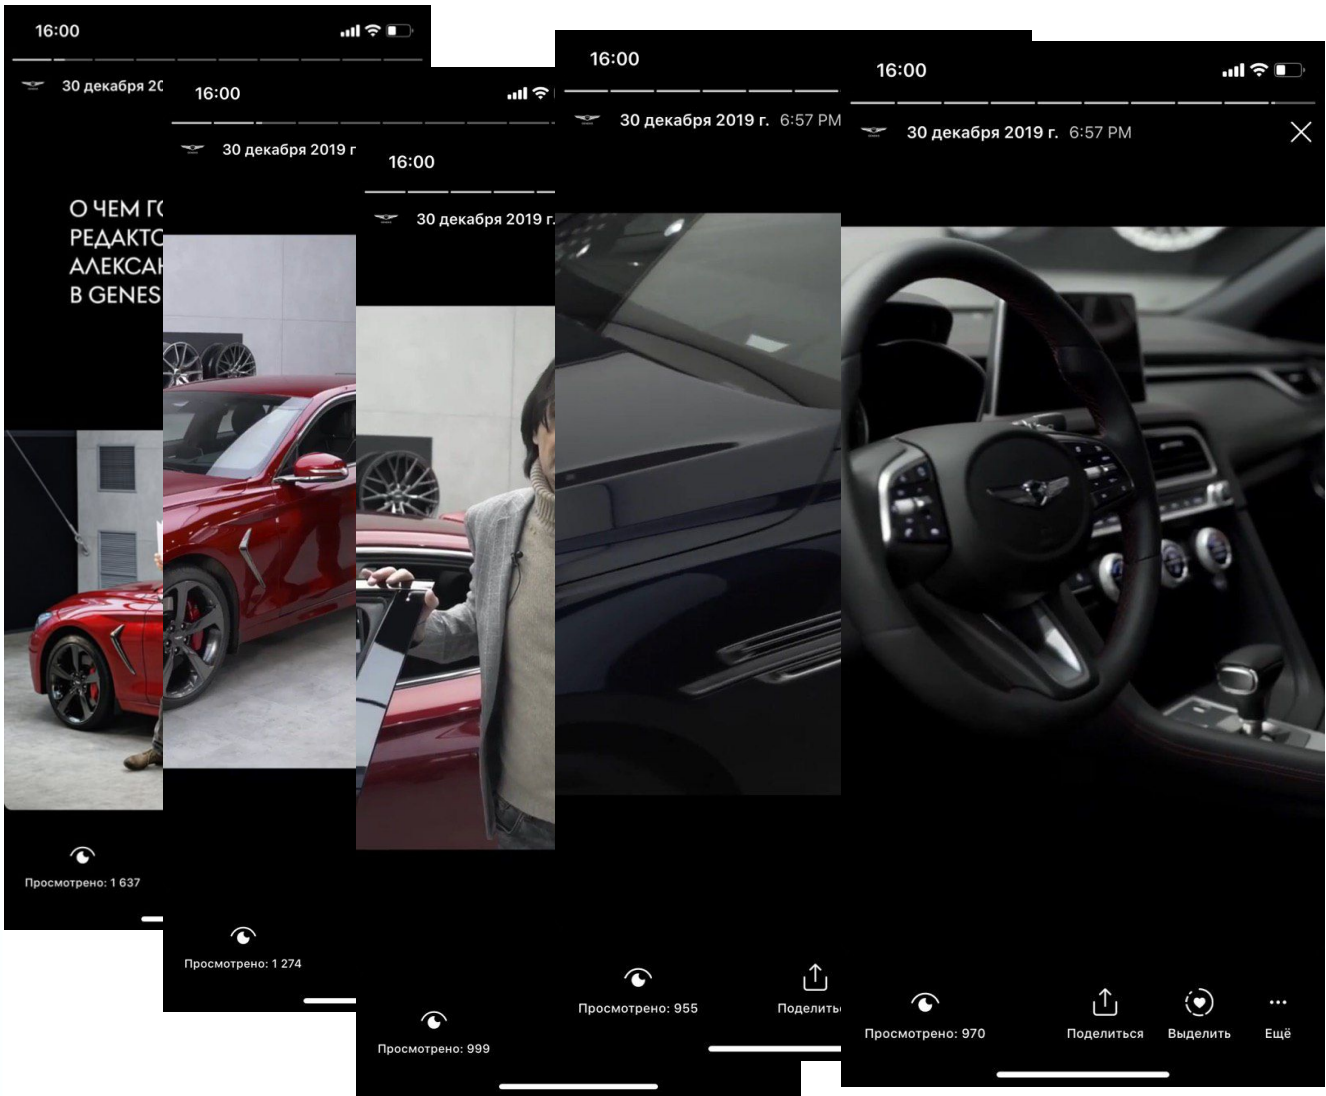 16:00
30 декабря 20
О ЧЕМ ГО
РЕДАКТО
АЛЕКСАН
В GENES
Просмотрено: 1 637
16:00
30 декабря 2019 г
Просмотрено: 1 274
16:00
30 декабря 2019 г.
Просмотрено: 999
16:00
30 декабря 2019 г. 6:57 PM
Просмотрено: 955
Поделитьс
16:00
30 декабря 2019 г. 6:57 PM
Просмотрено: 970
Поделиться
Выделить
Ещё